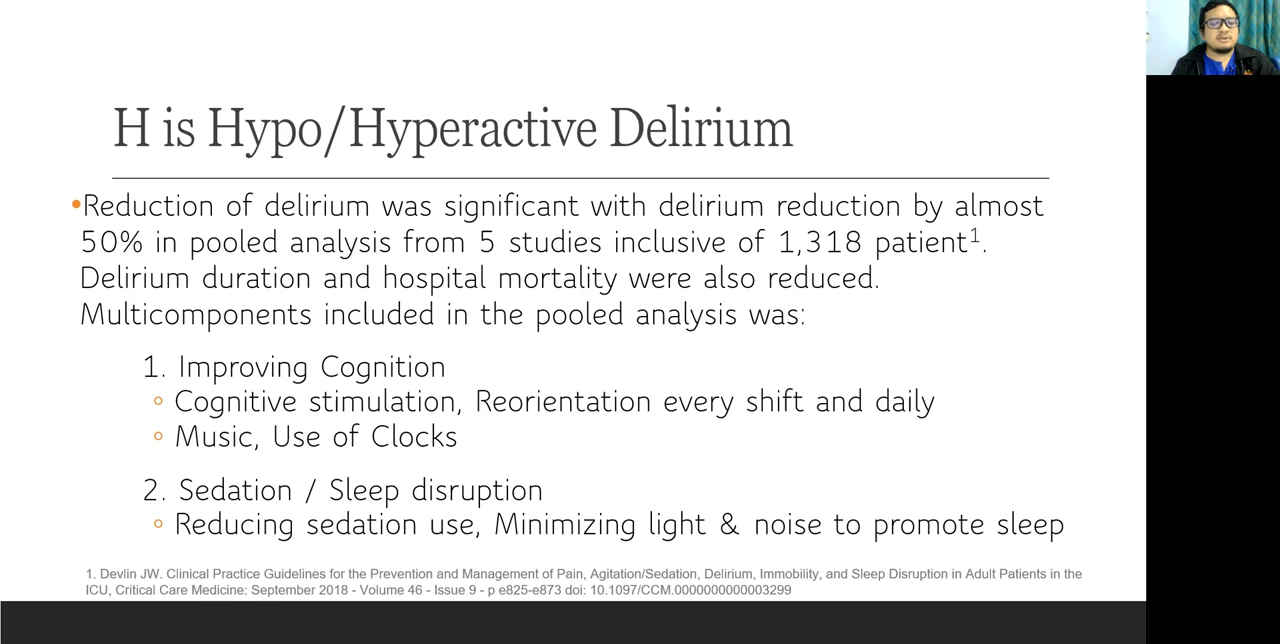 H is Hypo/Hyperactive Delirium
•Reduction of delirium was significant with delirium reduction by almost
50% in pooled analysis from 5 studies inclusive of 1,318 patient¹.
Delirium duration and hospital mortality were also reduced.
Multicomponents included in the pooled analysis was:
1. Improving Cognition
◦ Cognitive stimulation, Reorientation every shift and daily
◦ Music, Use of Clocks
2. Sedation / Sleep disruption
◦ Reducing sedation use, Minimizing light & noise to promote sleep
1. Devlin JW. Clinical Practice Guidelines for the Prevention and Management of Pain, Agitation/Sedation, Delirium, Immobility, and Sleep Disruption in Adult Patients in the
ICU, Critical Care Medicine: September 2018 - Volume 46 - Issue 9 - p e825-e873 doi: 10.1097/CCM.0000000000003299